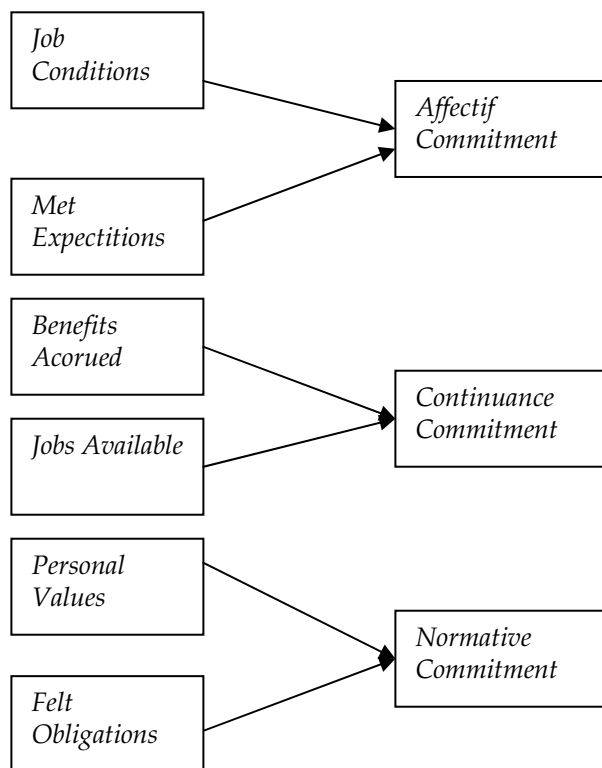 Job
Conditions
Affectif
Commitment
Met
Expectitions
Benefits
Acorued
Continuance
Commitment
Jobs Available
Personal
Values
Normative
Commitment
Felt
Obligations